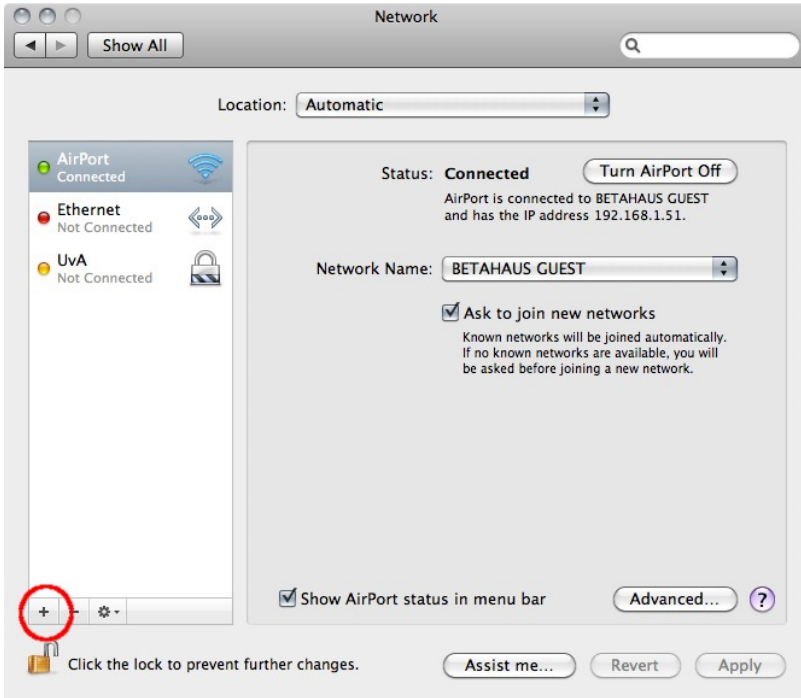 Network
Show All
Location: Automatic
AirPort
Connected
Ethernet
Not Connected
UvA
Not Connected
Status: Connected
Turn AirPort Off
AirPort is connected to BETAHAUS GUEST
and has the IP address 192.168.1.51.
Network Name: BETAHAUS GUEST
Ask to join new networks
Known networks will be joined automatically.
If no known networks are available, you will
be asked before joining a new network.
Show AirPort status in menu bar
Advanced... ?
Click the lock to prevent further changes.
Assist me... Revert Apply